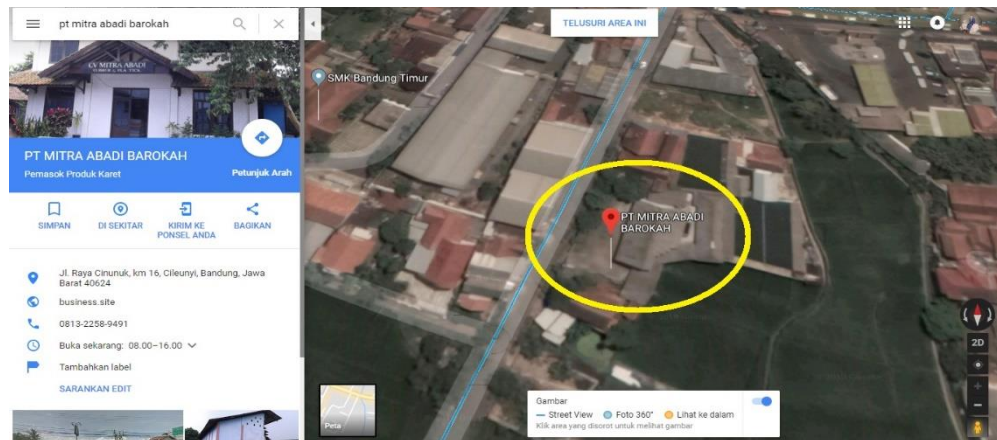 pt mitra abadi barokah
CV MITRA ABADI
PT MITRA ABADI BAROKAH
Pemasok Produk Karet
Petunjuk Arah
SIMPAN
DI SEKITAR
KIRIM KE
PONSEL ANDA
BAGIKAN
Jl. Raya Cinunuk, km 16, Cileunyi, Bandung, Jawa
Barat 40624
business.site
0813-2258-9491
Buka sekarang: 08.00–16.00
Tambahkan label
SARANKAN EDIT
TELUSURI AREA INI
SMK Bandung Timur
PT MITRA ABADI
BAROKAH
Peta
Gambar
Street View
Foto 360°
Lihat ke dalam
Klik area yang disorot untuk melihat gambar
2D